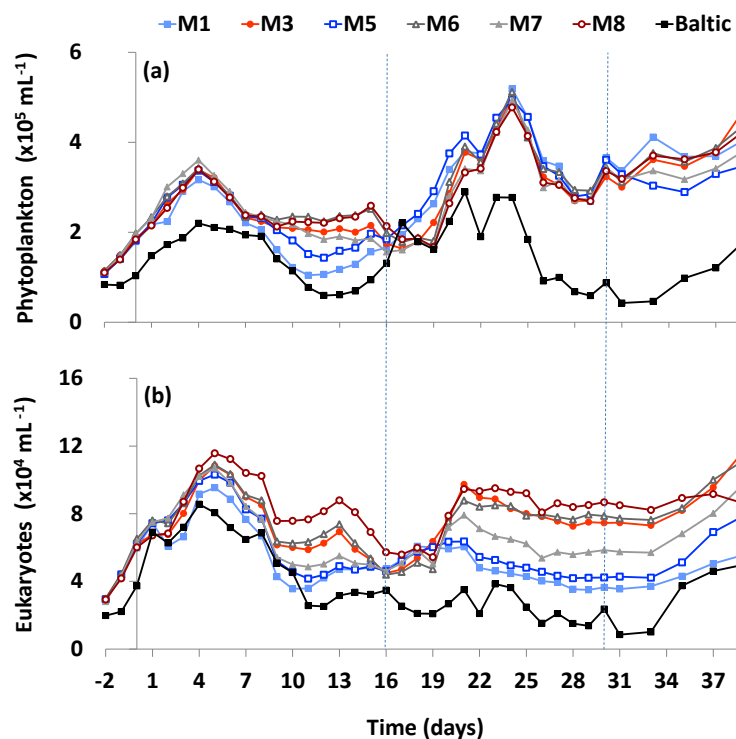 M1 M3 M5 M6 M7 M8 Baltic
(a)
Phytoplankton (x10⁵ mL⁻¹)
6
4
2
0
(b)
Eukaryotes (x10⁴ mL⁻¹)
16
12
8
4
0
-2 1 4 7 10 13 16 19 22 25 28 31 34 37
Time (days)